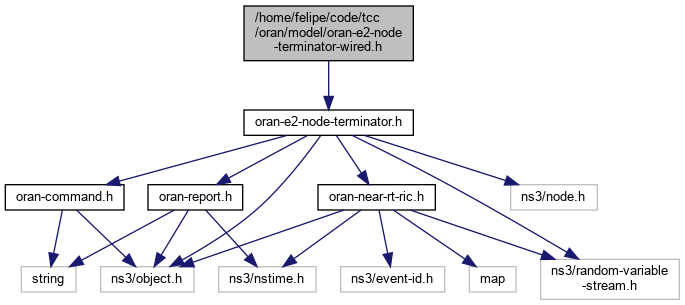 /home/felipe/code/tcc
/oran/model/oran-e2-node
-terminator-wired.h
oran-e2-node-terminator.h
oran-command.h
oran-report.h
oran-near-rt-ric.h
ns3/node.h
string
ns3/object.h
ns3/nstime.h
ns3/event-id.h
map
ns3/random-variable
-stream.h